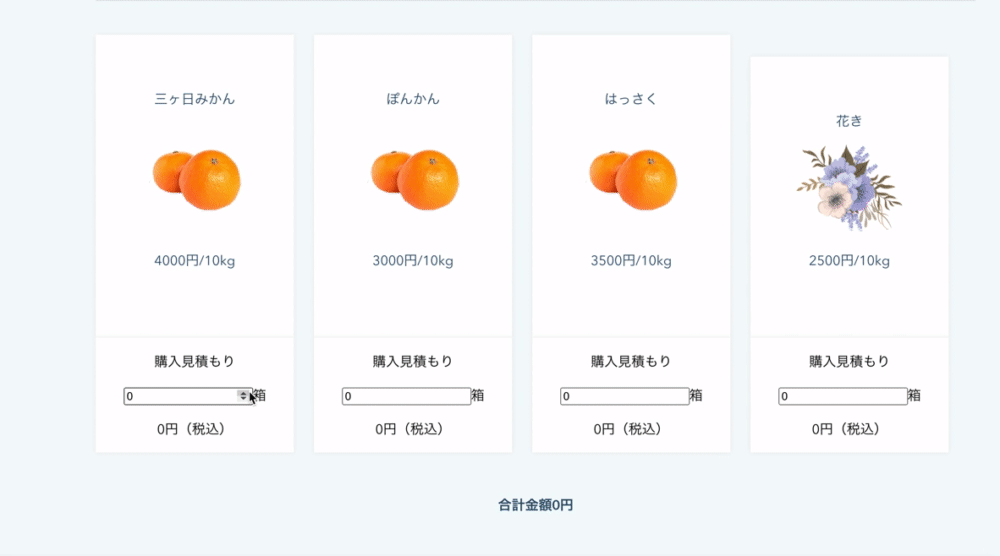 三ヶ日みかん
4000円/10kg
購入見積もり
0箱
0円（税込）
ぽんかん
3000円/10kg
購入見積もり
0箱
0円（税込）
はっさく
3500円/10kg
購入見積もり
0箱
0円（税込）
花き
2500円/10kg
購入見積もり
0箱
0円（税込）
合計金額0円